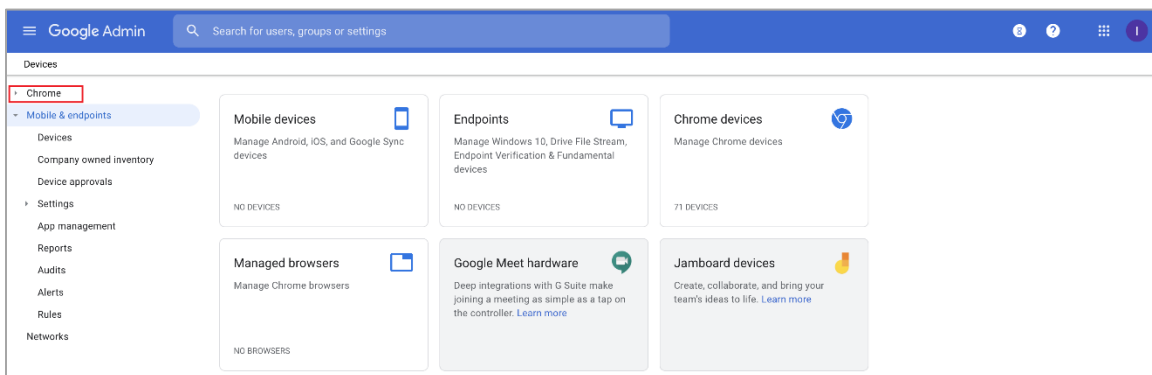 Google Admin
Search for users, groups or settings
8
?
I
Devices
Chrome
Mobile & endpoints
Devices
Company owned inventory
Device approvals
Settings
App management
Reports
Audits
Alerts
Rules
Networks
Mobile devices
Manage Android, iOS, and Google Sync
devices
NO DEVICES
Endpoints
Manage Windows 10, Drive File Stream,
Endpoint Verification & Fundamental
devices
NO DEVICES
Chrome devices
Manage Chrome devices
71 DEVICES
Managed browsers
Manage Chrome browsers
NO BROWSERS
Google Meet hardware
Deep integrations with G Suite make
joining a meeting as simple as a tap on
the controller. Learn more
Jamboard devices
Create, collaborate, and bring your
team's ideas to life. Learn more